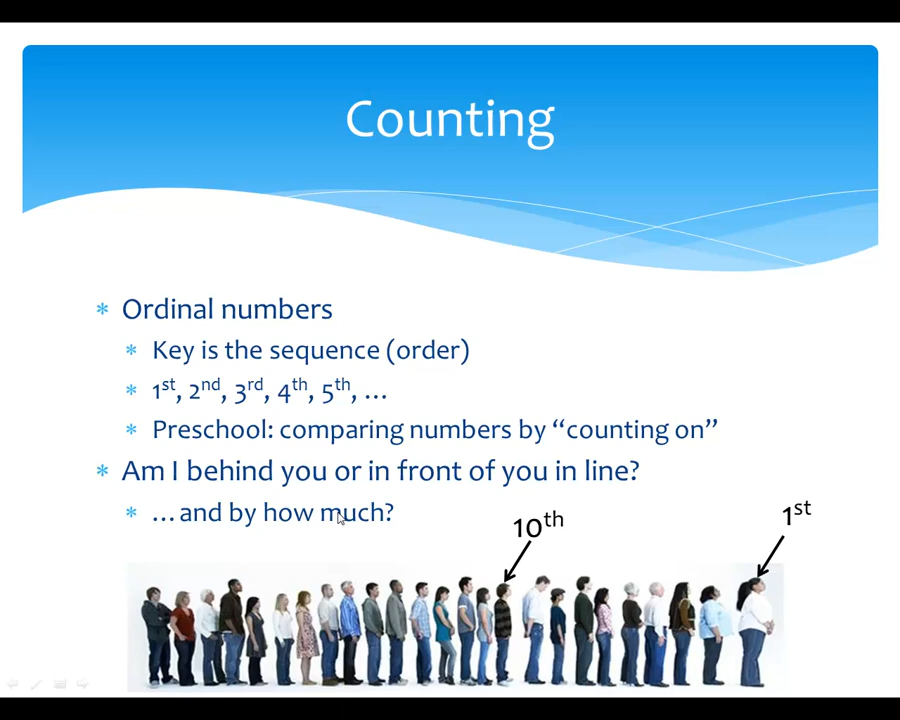 Counting
Ordinal numbers
Key is the sequence (order)
1st, 2nd, 3rd, 4th, 5th, …
Preschool: comparing numbers by “counting on”
Am I behind you or in front of you in line?
…and by how much?
10th
1st